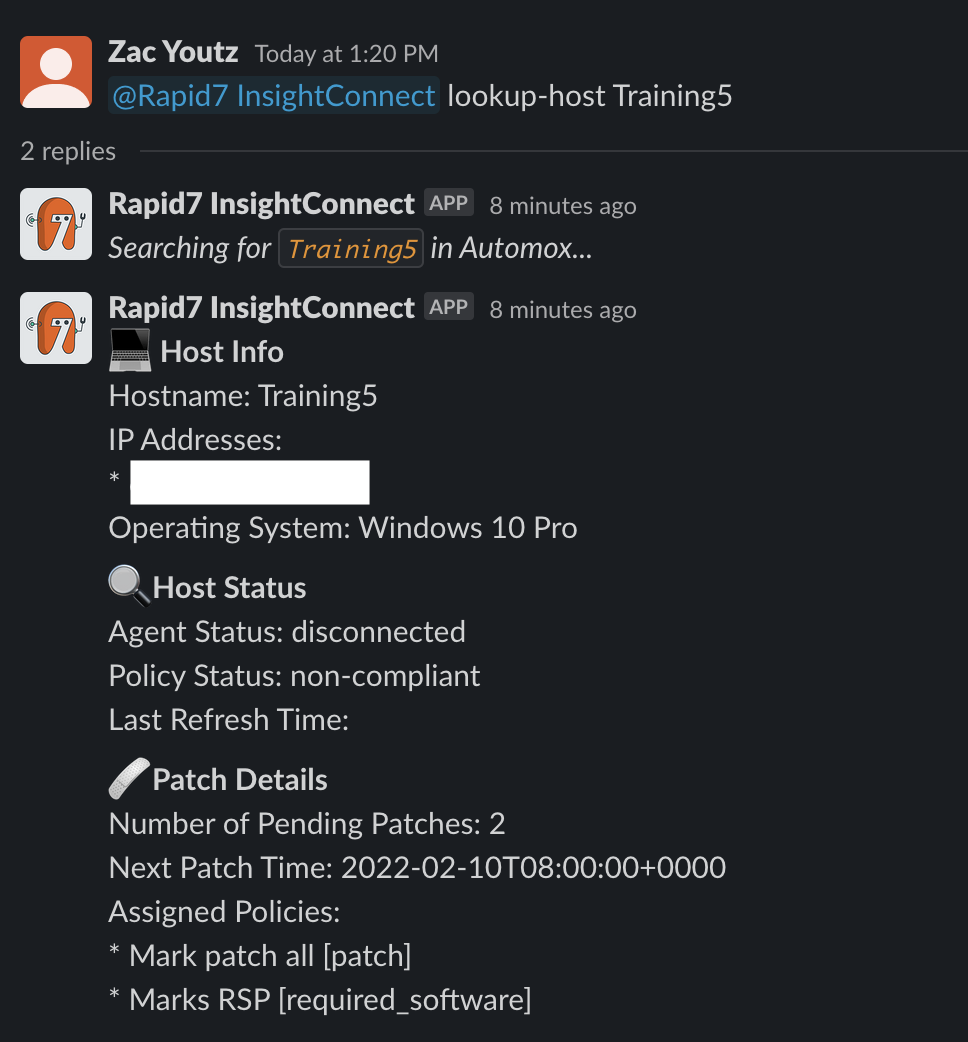 Zac Youtz Today at 1:20 PM
@Rapid7 InsightConnect lookup-host Training5
2 replies
Rapid7 InsightConnect APP 8 minutes ago
Searching for Training5 in Automox...
Rapid7 InsightConnect APP 8 minutes ago
Host Info
Hostname: Training5
IP Addresses:
*
Operating System: Windows 10 Pro
Host Status
Agent Status: disconnected
Policy Status: non-compliant
Last Refresh Time:
Patch Details
Number of Pending Patches: 2
Next Patch Time: 2022-02-10T08:00:00+0000
Assigned Policies:
* Mark patch all [patch]
* Marks RSP [required_software]